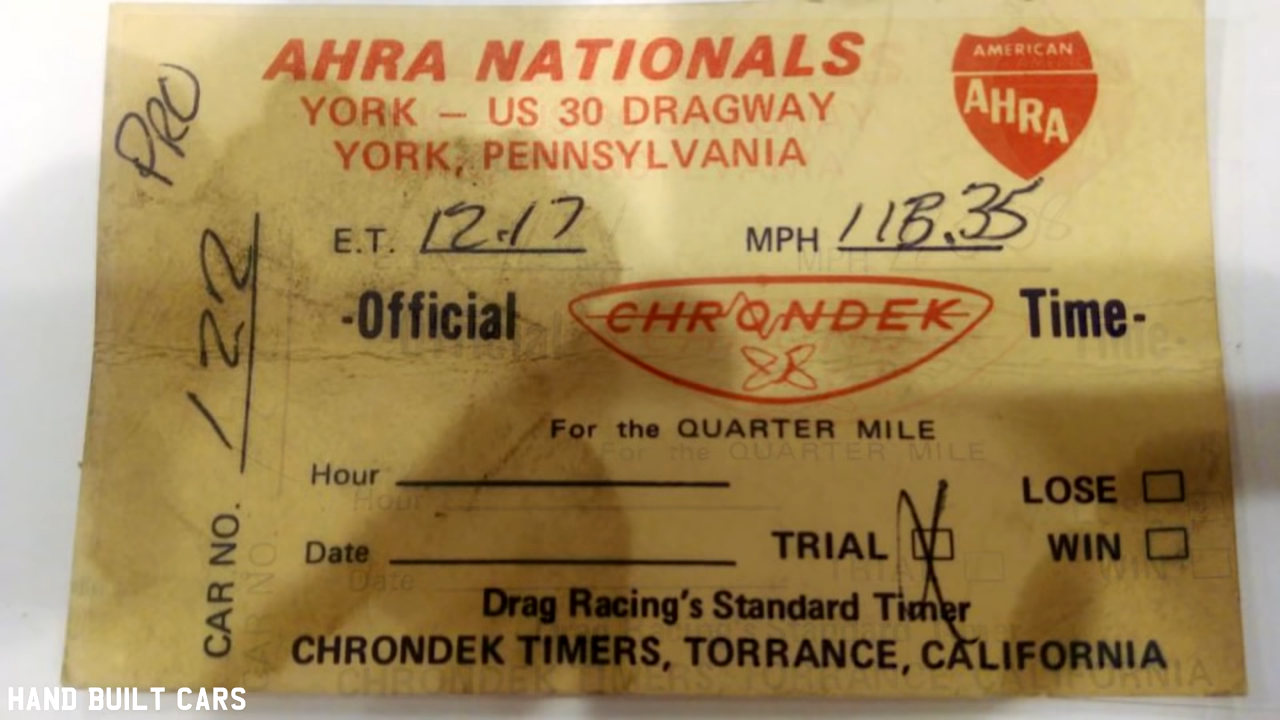 AHRA NATIONALS
YORK — US 30 DRAGWAY
YORK, PENNSYLVANIA
AMERICAN
AHRA
PRO
E.T. 12.17 MPH 118.35
-Official CHRONDEK Time-
For the QUARTER MILE
CAR NO. 122
Hour
LOSE
Date
TRIAL
WIN
Drag Racing's Standard Timer
CHRONDEK TIMERS, TORRANCE, CALIFORNIA
HAND BUILT CARS